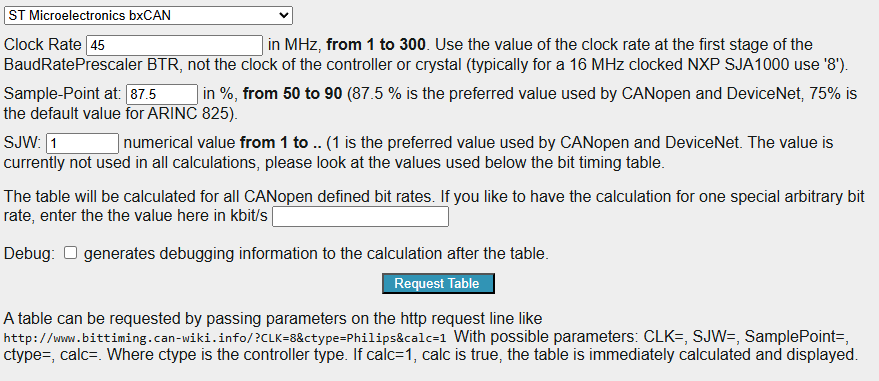 ST Microelectronics bxCAN
Clock Rate 45 in MHz, from 1 to 300. Use the value of the clock rate at the first stage of the
BaudRatePrescaler BTR, not the clock of the controller or crystal (typically for a 16 MHz clocked NXP SJA1000 use '8').
Sample-Point at: 87.5 in %, from 50 to 90 (87.5 % is the preferred value used by CANopen and DeviceNet, 75% is
the default value for ARINC 825).
SJW: 1 numerical value from 1 to .. (1 is the preferred value used by CANopen and DeviceNet. The value is
currently not used in all calculations, please look at the values used below the bit timing table.
The table will be calculated for all CANopen defined bit rates. If you like to have the calculation for one special arbitrary bit
rate, enter the the value here in kbit/s
Debug: generates debugging information to the calculation after the table.
Request Table
A table can be requested by passing parameters on the http request line like
http://www.bittiming.can-wiki.info/?CLK=8&ctype=Philips&calc=1 With possible parameters: CLK=, SJW=, SamplePoint=,
ctype=, calc=. Where ctype is the controller type. If calc=1, calc is true, the table is immediately calculated and displayed.